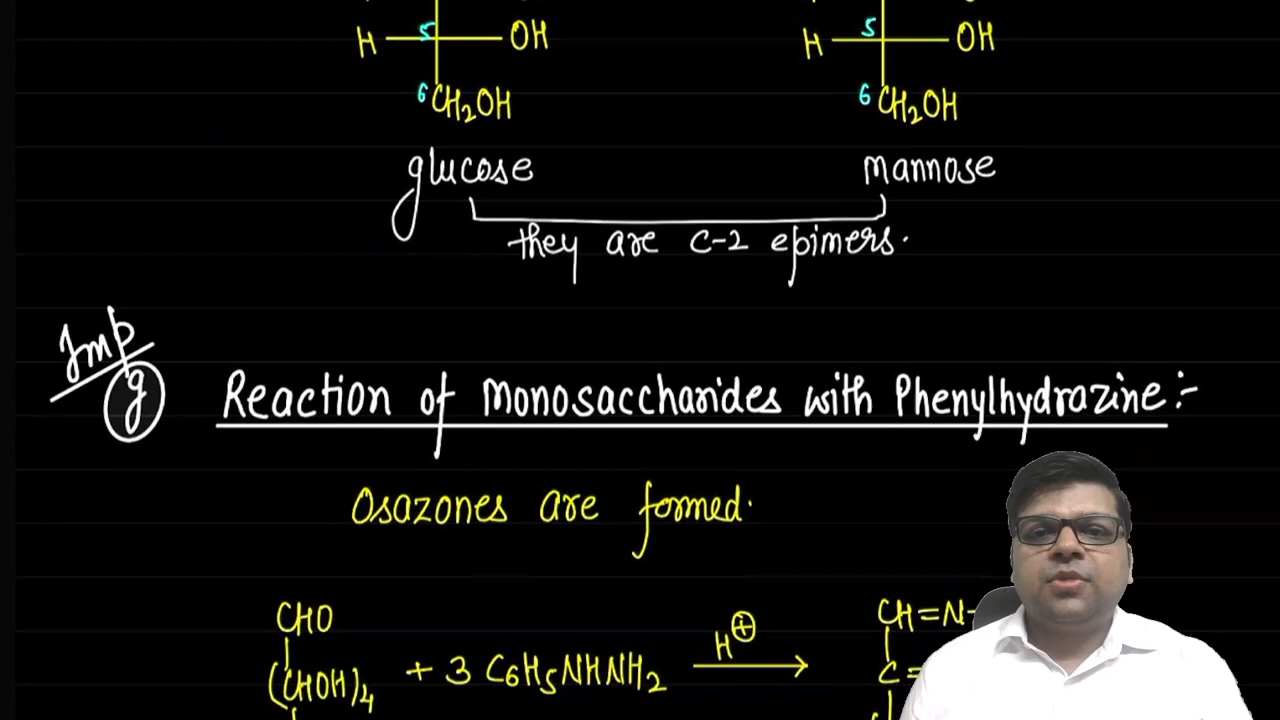 H 5 OH H 5 OH
6 CH2OH 6 CH2OH
glucose mannose
they are C-2 epimers.
Imp
g Reaction of Monosaccharides with Phenylhydrazine:-
Osazones are formed.
CHO CH=N-
(CHOH)4 + 3 C6H5NHNH2 H⊕ C=